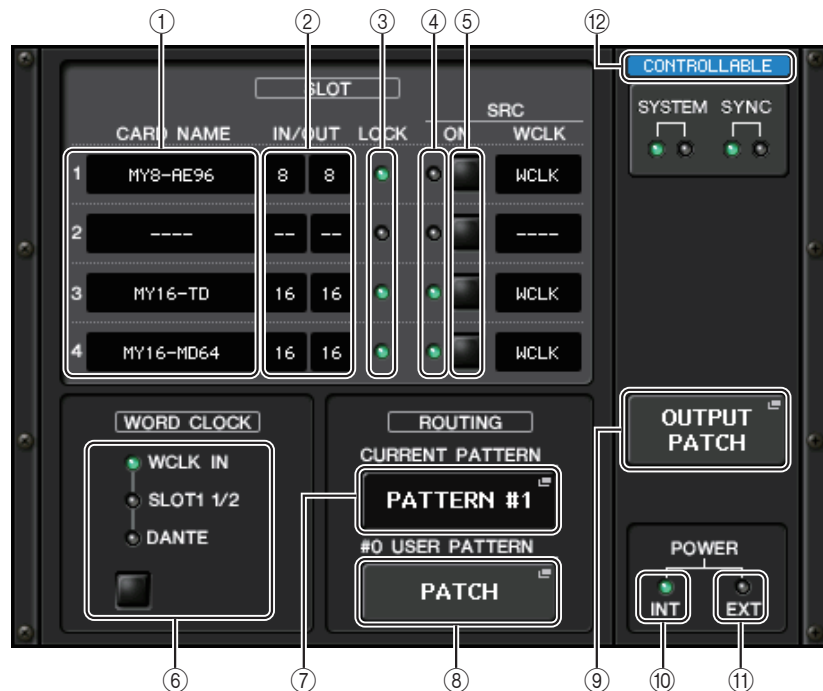 ① ② ③ ④ ⑤ ⑫
SLOT
SRC
CARD NAME IN/OUT LOCK ON WCLK
1 MY8-AE96 8 8 WCLK
2 ---- -- -- ----
3 MY16-TD 16 16 WCLK
4 MY16-MD64 16 16 WCLK
CONTROLLABLE
SYSTEM SYNC
WORD CLOCK
WCLK IN
SLOT1 1/2
DANTE
ROUTING
CURRENT PATTERN
PATTERN #1
#0 USER PATTERN
PATCH
OUTPUT
PATCH
POWER
INT EXT
⑥ ⑦ ⑧ ⑨ ⑩ ⑪